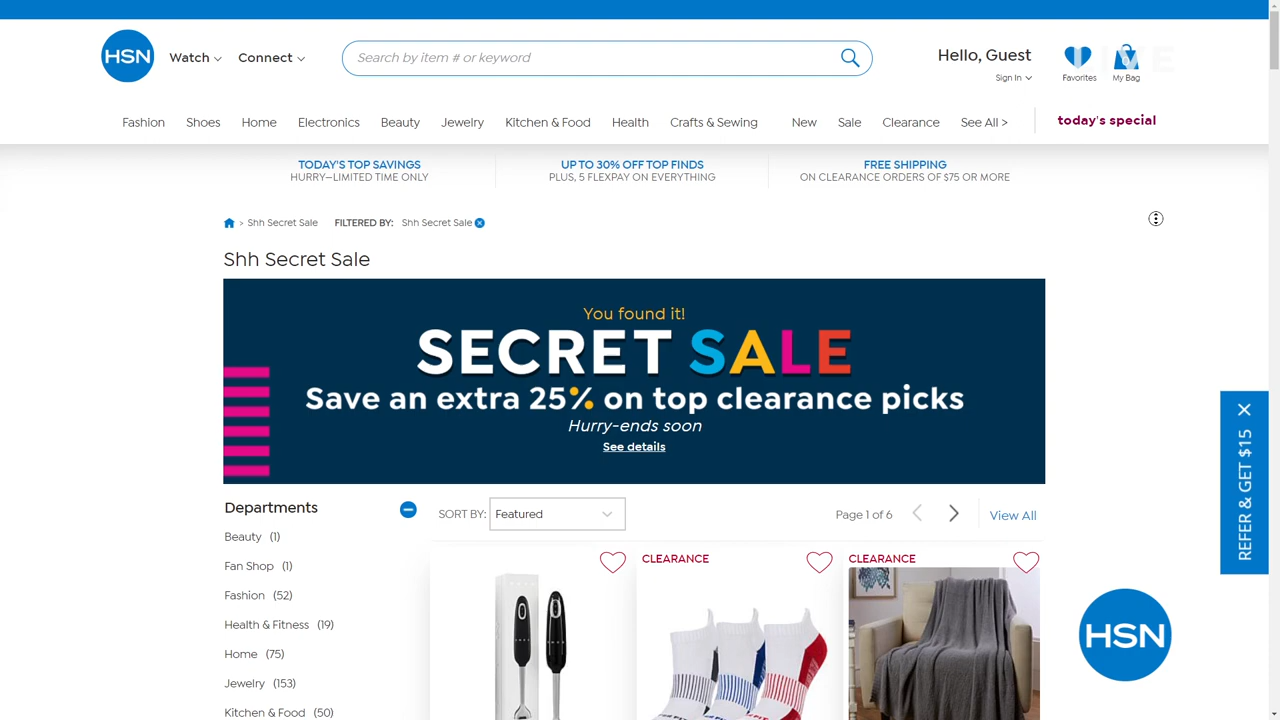 HSN
Watch
Connect
Search by item # or keyword
Hello, Guest
Sign In
Favorites
My Bag
Fashion
Shoes
Home
Electronics
Beauty
Jewelry
Kitchen & Food
Health
Crafts & Sewing
New
Sale
Clearance
See All >
today's special
TODAY'S TOP SAVINGS
HURRY—LIMITED TIME ONLY
UP TO 30% OFF TOP FINDS
PLUS, 5 FLEXPAY ON EVERYTHING
FREE SHIPPING
ON CLEARANCE ORDERS OF $75 OR MORE
> Shh Secret Sale
FILTERED BY: Shh Secret Sale
Shh Secret Sale
You found it!
SECRET SALE
Save an extra 25% on top clearance picks
Hurry-ends soon
See details
REFER & GET $15
Departments
Beauty (1)
Fan Shop (1)
Fashion (52)
Health & Fitness (19)
Home (75)
Jewelry (153)
Kitchen & Food (50)
SORT BY: Featured
Page 1 of 6
View All
CLEARANCE
CLEARANCE
HSN